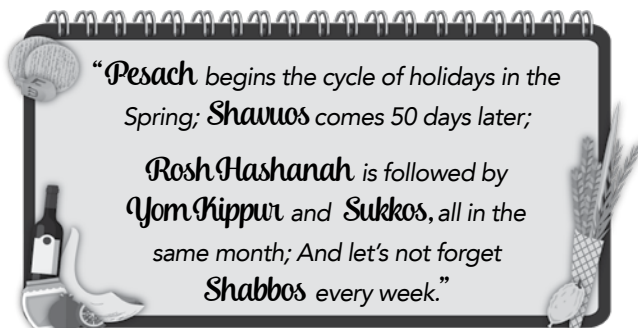 “Pesach begins the cycle of holidays in the
Spring; Shavuos comes 50 days later;
Rosh Hashanah is followed by
Yom Kippur and Sukkos, all in the
same month; And let’s not forget
Shabbos every week.”